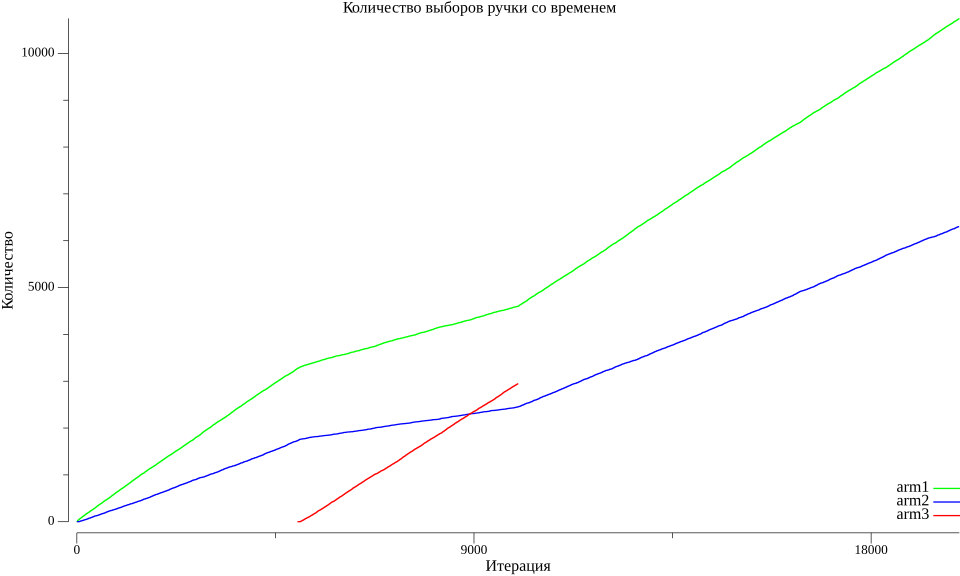 Количество выборов ручки со временем
10000
5000
0
Количество
0
9000
18000
Итерация
arm1
arm2
arm3